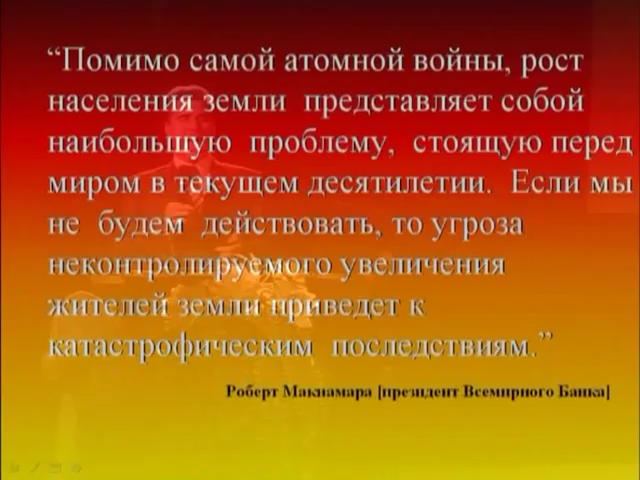 “Помимо самой атомной войны, рост
населения земли представляет собой
наибольшую проблему, стоящую перед
миром в текущем десятилетии. Если мы
не будем действовать, то угроза
неконтролируемого увеличения
жителей земли приведет к
катастрофическим последствиям.”
Роберт Макнамара [президент Всемирного Банка]